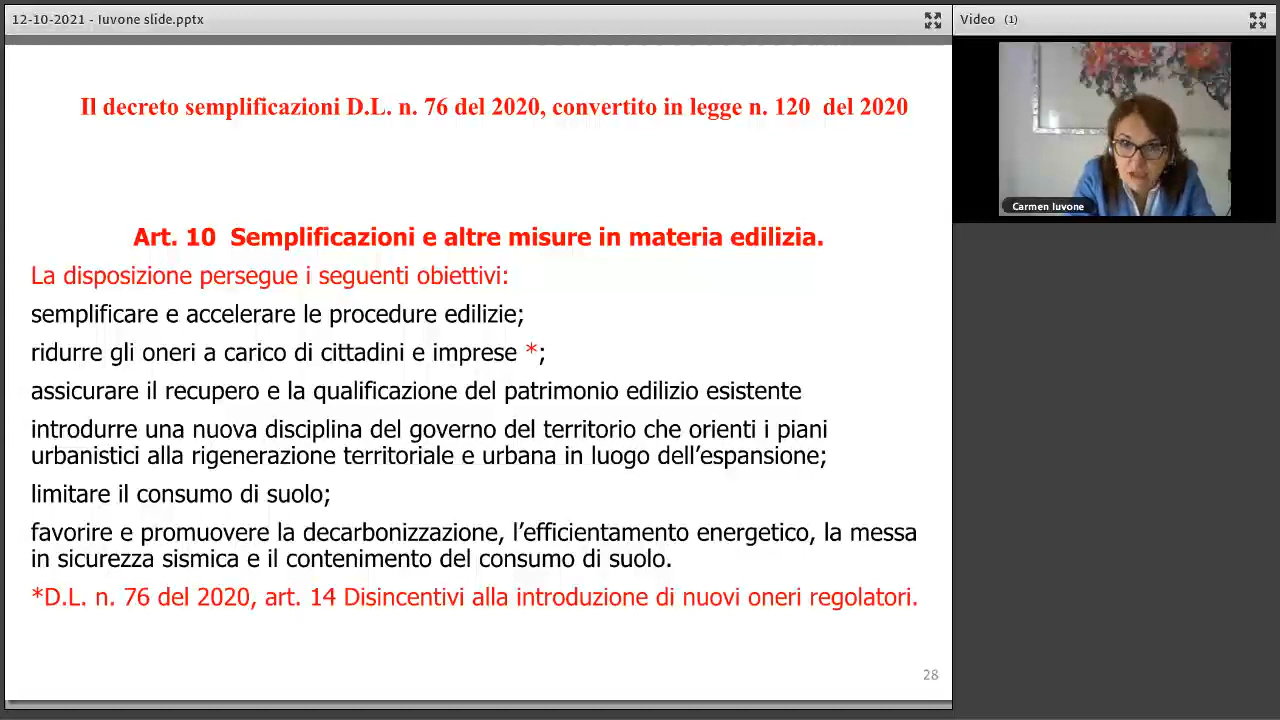 12-10-2021 - Iuvone slide.pptx
Video (1)
Il decreto semplificazioni D.L. n. 76 del 2020, convertito in legge n. 120 del 2020
Carmen Iuvone
Art. 10 Semplificazioni e altre misure in materia edilizia.
La disposizione persegue i seguenti obiettivi:
semplificare e accelerare le procedure edilizie;
ridurre gli oneri a carico di cittadini e imprese *;
assicurare il recupero e la qualificazione del patrimonio edilizio esistente
introdurre una nuova disciplina del governo del territorio che orienti i piani
urbanistici alla rigenerazione territoriale e urbana in luogo dell’espansione;
limitare il consumo di suolo;
favorire e promuovere la decarbonizzazione, l’efficientamento energetico, la messa
in sicurezza sismica e il contenimento del consumo di suolo.
*D.L. n. 76 del 2020, art. 14 Disincentivi alla introduzione di nuovi oneri regolatori.
28